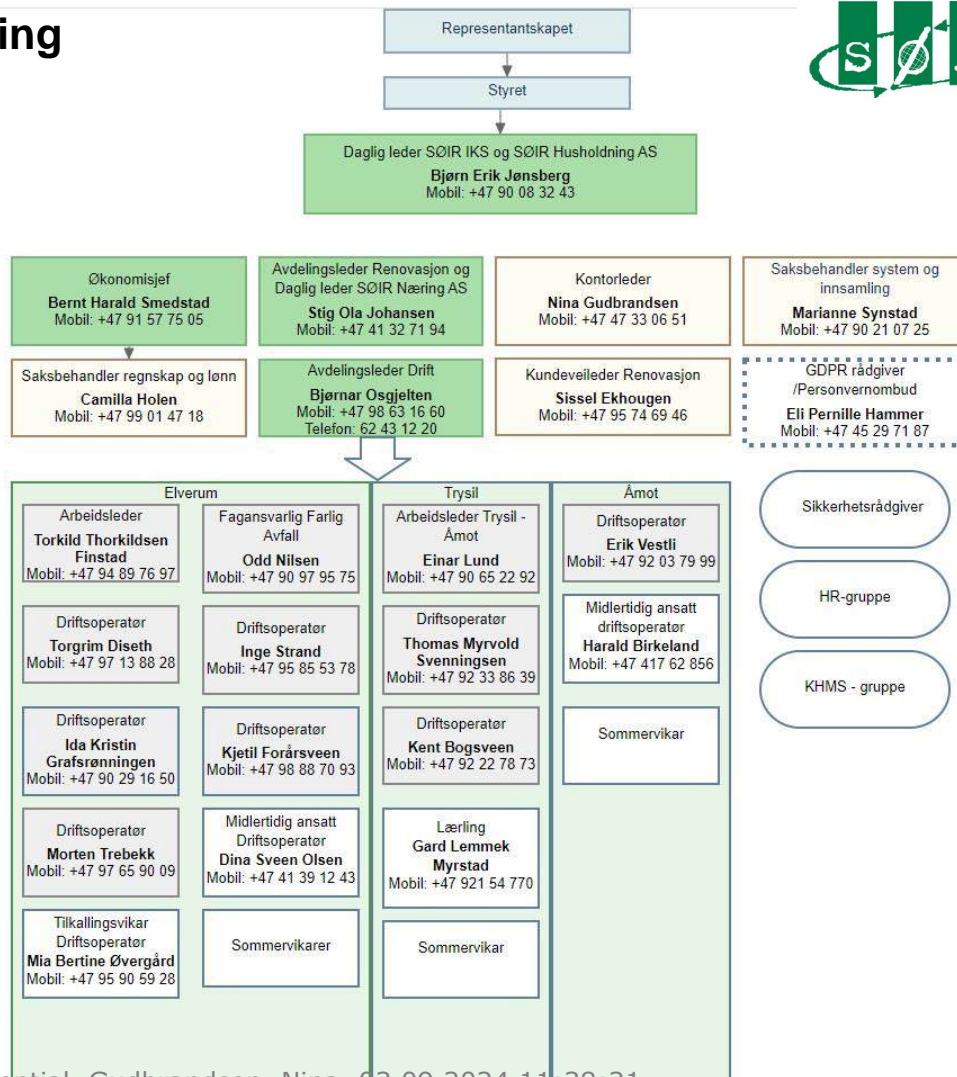 ing
SØ
Representantskapet
Styret
Daglig leder SØIR IKS og SØIR Husholdning AS
Bjørn Erik Jønsberg
Mobil: +47 90 08 32 43
Økonomisjef
Bernt Harald Smedstad
Mobil: +47 91 57 75 05
Avdelingsleder Renovasjon og
Daglig leder SØIR Næring AS
Stig Ola Johansen
Mobil: +47 41 32 71 94
Kontorleder
Nina Gudbrandsen
Mobil: +47 47 33 06 51
Saksbehandler system og
innsamling
Marianne Synstad
Mobil: +47 90 21 07 25
Saksbehandler regnskap og lønn
Camilla Holen
Mobil: +47 99 01 47 18
Avdelingsleder Drift
Bjørnar Osgjelten
Mobil: +47 98 63 16 60
Telefon: 62 43 12 20
Kundeveileder Renovasjon
Sissel Ekhougen
Mobil: +47 95 74 69 46
GDPR rådgiver
/Personvernombud
Eli Pernille Hammer
Mobil: +47 45 29 71 87
Elverum
Arbeidsleder
Torkild Thorkildsen
Finstad
Mobil: +47 94 89 76 97
Fagansvarlig Farlig
Avfall
Odd Nilsen
Mobil: +47 90 97 95 75
Driftsoperatør
Torgrim Diseth
Mobil: +47 97 13 88 28
Driftsoperatør
Inge Strand
Mobil: +47 95 85 53 78
Driftsoperatør
Ida Kristin
Grafsrønningen
Mobil: +47 90 29 16 50
Driftsoperatør
Kjetil Forårsveen
Mobil: +47 98 88 70 93
Driftsoperatør
Morten Trebekk
Mobil: +47 97 65 90 09
Midlertidig ansatt
Driftsoperatør
Dina Sveen Olsen
Mobil: +47 41 39 12 43
Tilkallingsvikar
Driftsoperatør
Mia Bertine Øvergård
Mobil: +47 95 90 59 28
Sommervikarer
Trysil
Arbeidsleder Trysil -
Åmot
Einar Lund
Mobil: +47 90 65 22 92
Driftsoperatør
Thomas Myrvold
Svenningsen
Mobil: +47 92 33 86 39
Driftsoperatør
Kent Bogsveen
Mobil: +47 92 22 78 73
Lærling
Gard Lemmek
Myrstad
Mobil: +47 921 54 770
Sommervikar
Åmot
Driftsoperatør
Erik Vestli
Mobil: +47 92 03 79 99
Midlertidig ansatt
driftsoperatør
Harald Birkeland
Mobil: +47 417 62 856
Sommervikar
Sikkerhetsrådgiver
HR-gruppe
KHMS - gruppe
Gudbrandsen, Nina